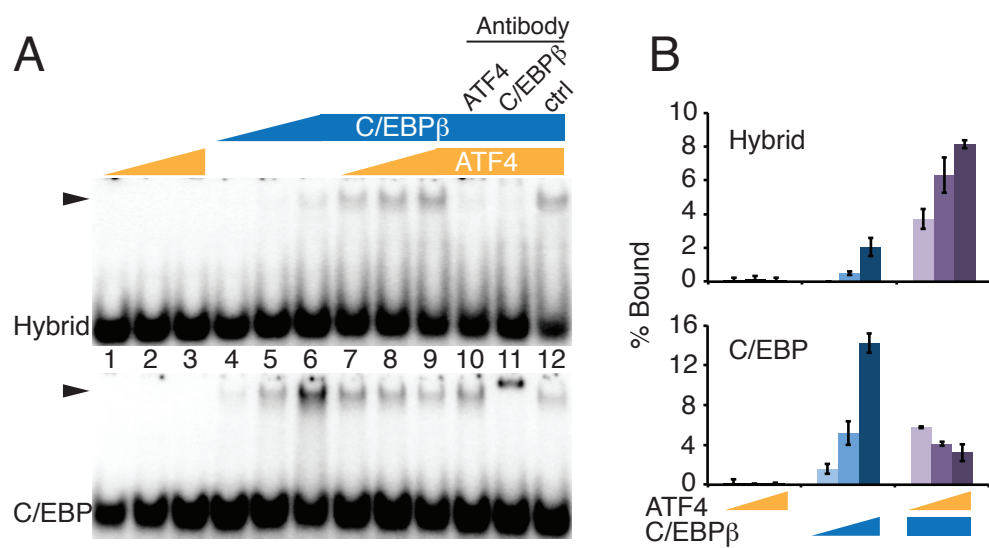 A
Antibody
ATF4
C/EBPβ
ctrl
C/EBPβ
ATF4
Hybrid
1 2 3 4 5 6 7 8 9 10 11 12
C/EBP
B
% Bound
10
8
6
4
2
0
Hybrid
16
12
8
4
0
C/EBP
ATF4
C/EBPβ